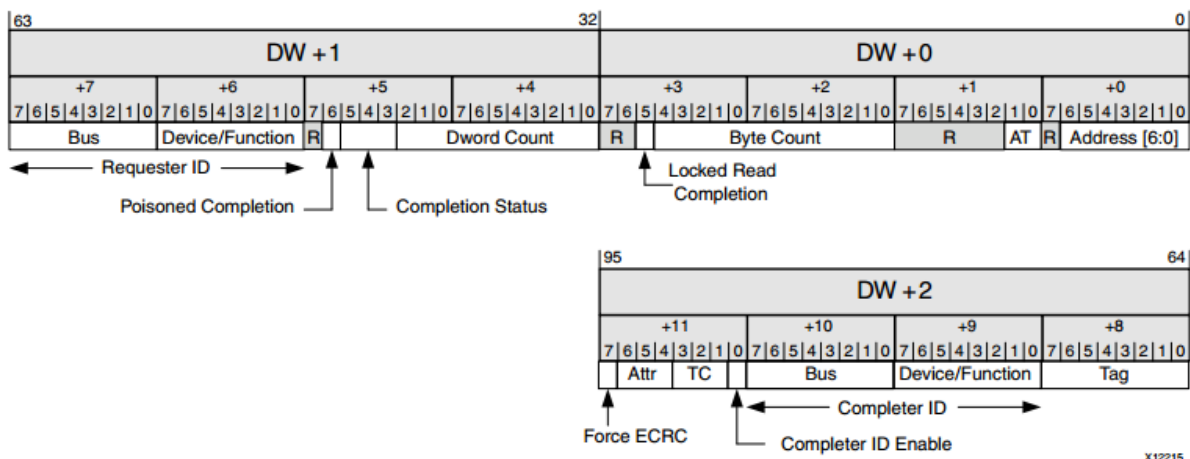 63 32 0
DW +1 DW +0
+7 +6 +5 +4 +3 +2 +1 +0
7 6 5 4 3 2 1 0 7 6 5 4 3 2 1 0 7 6 5 4 3 2 1 0 7 6 5 4 3 2 1 0 7 6 5 4 3 2 1 0 7 6 5 4 3 2 1 0 7 6 5 4 3 2 1 0 7 6 5 4 3 2 1 0
Bus Device/Function R Dword Count R Byte Count R AT R Address [6:0]
Requester ID
Locked Read
Completion
Poisoned Completion
Completion Status
95 64
DW +2
+11 +10 +9 +8
7 6 5 4 3 2 1 0 7 6 5 4 3 2 1 0 7 6 5 4 3 2 1 0 7 6 5 4 3 2 1 0
Attr TC Bus Device/Function Tag
Completer ID
Force ECRC
Completer ID Enable
X12215